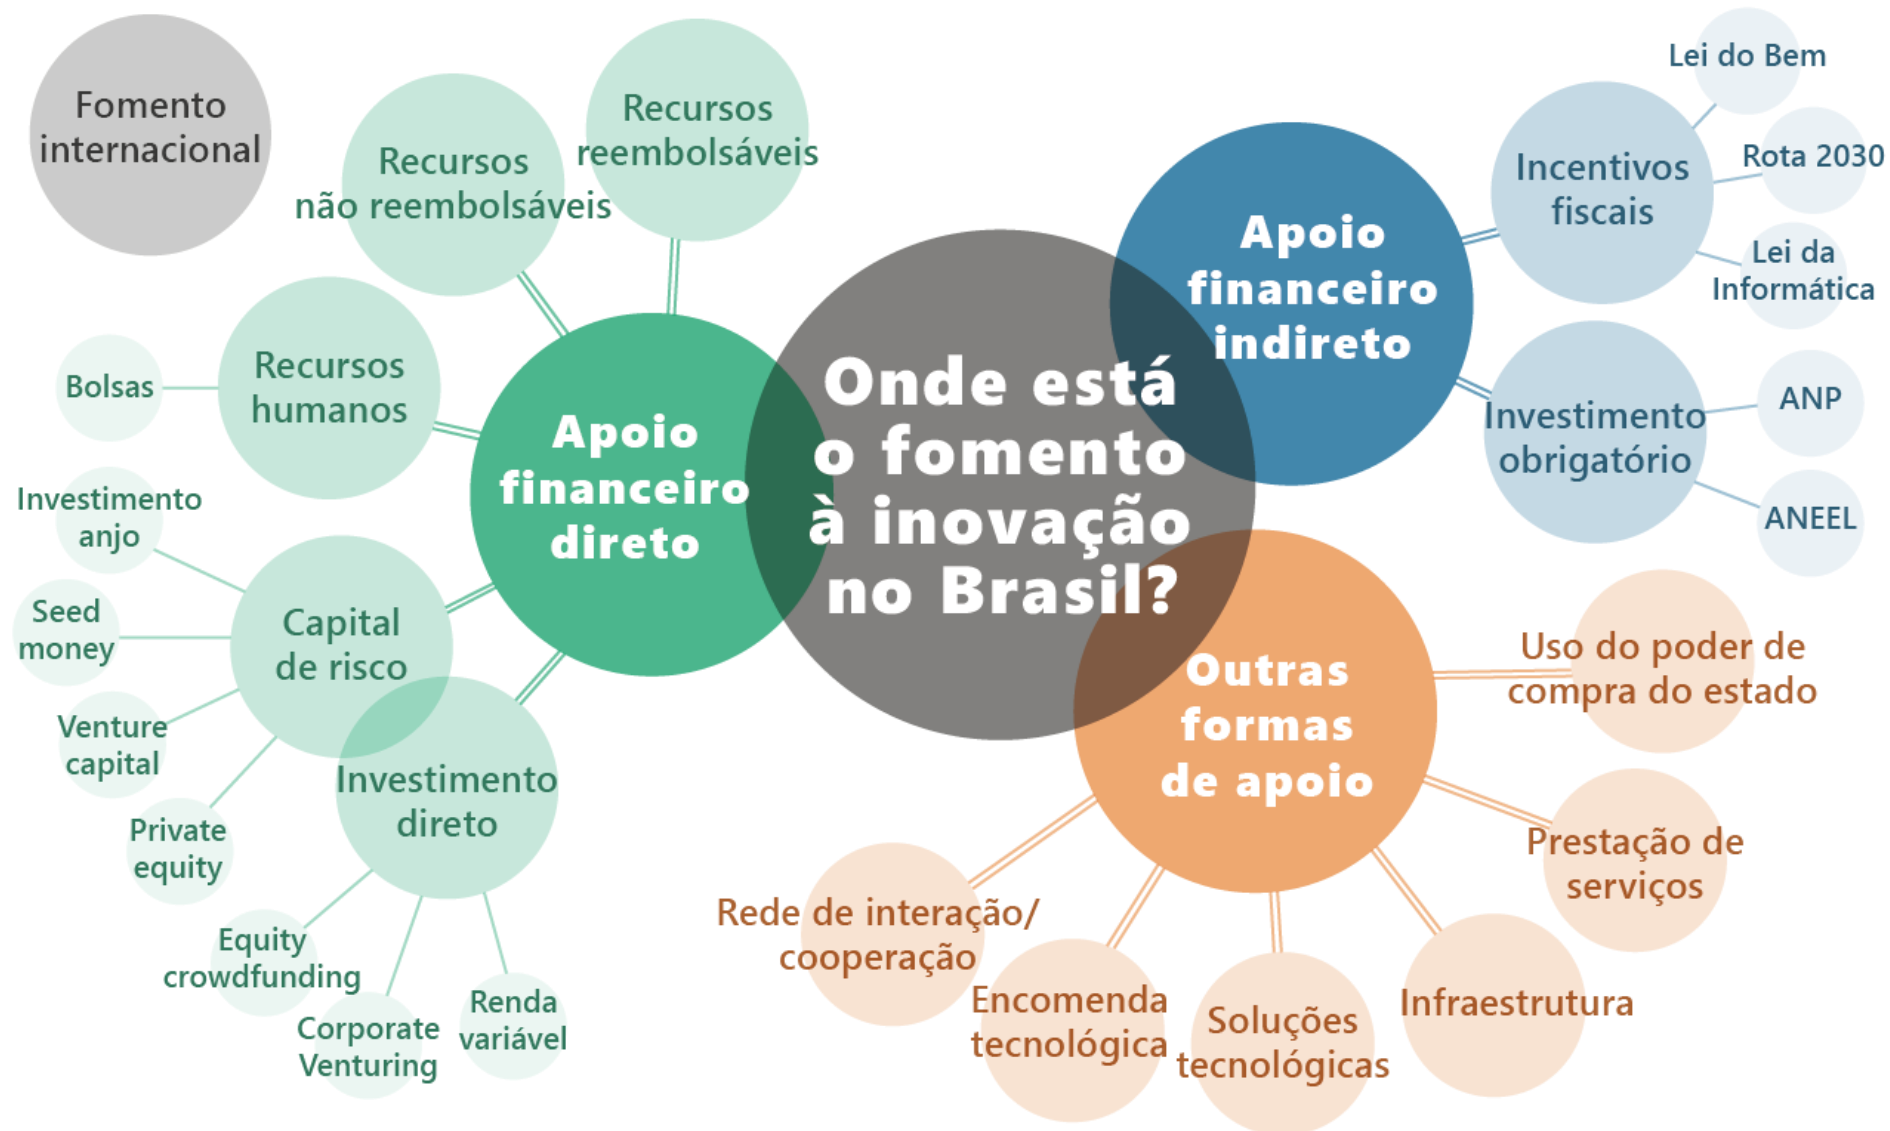 Fomento
internacional
Recursos
não reembolsáveis
Recursos
reembolsáveis
Recursos
humanos
Bolsas
Apoio
financeiro
direto
Investimento
anjo
Seed
money
Venture
capital
Private
equity
Capital
de risco
Investimento
direto
Equity
crowdfunding
Corporate
Venturing
Renda
variável
Onde está
o fomento
à inovação
no Brasil?
Apoio
financeiro
indireto
Incentivos
fiscais
Lei do Bem
Rota 2030
Lei da
Informática
Investimento
obrigatório
ANP
ANEEL
Outras
formas
de apoio
Uso do poder de
compra do estado
Prestação de
serviços
Infraestrutura
Soluções
tecnológicas
Encomenda
tecnológica
Rede de interação/
cooperação